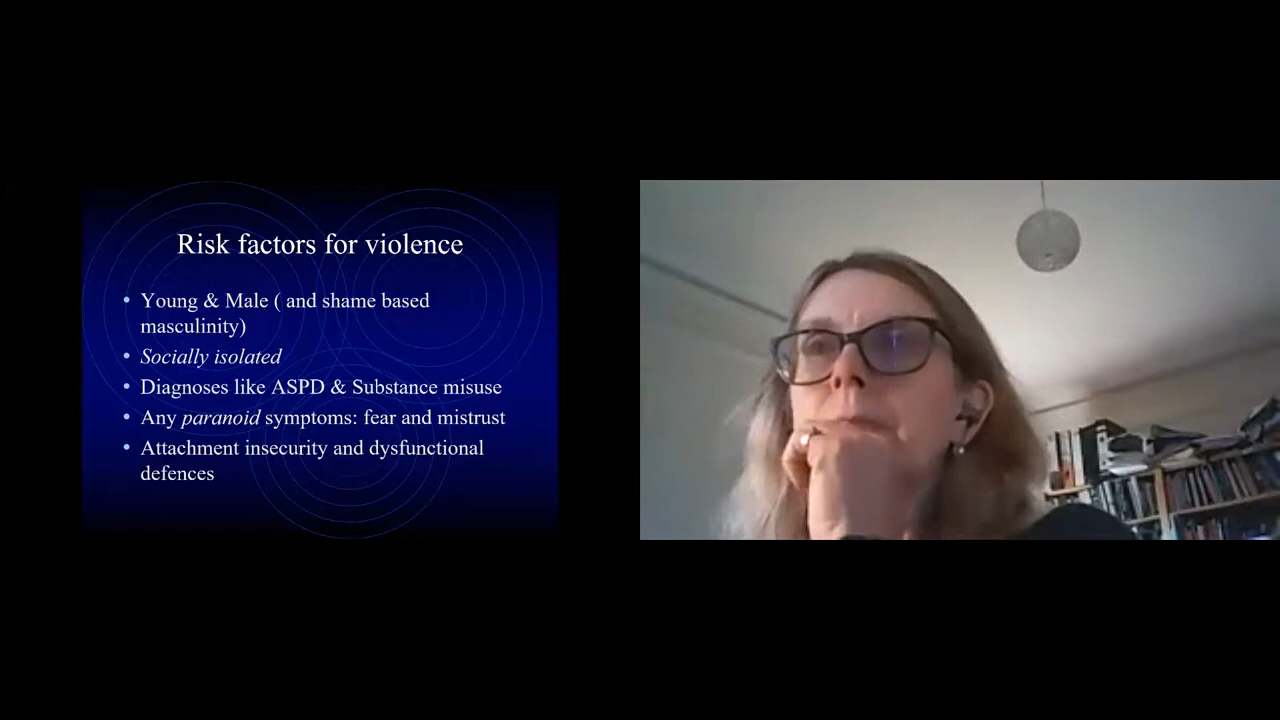 Risk factors for violence
• Young & Male ( and shame based
masculinity)
• Socially isolated
• Diagnoses like ASPD & Substance misuse
• Any paranoid symptoms: fear and mistrust
• Attachment insecurity and dysfunctional
defences